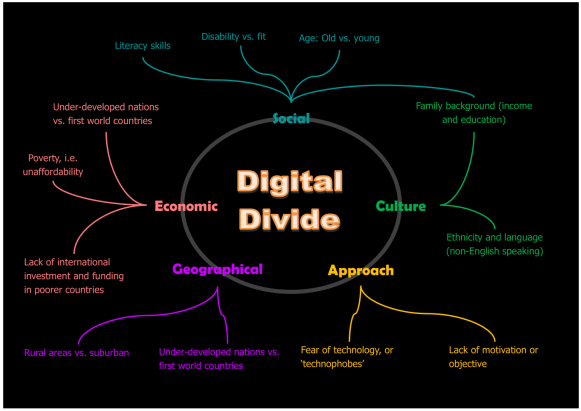 Literacy skills
Disability vs. fit
Age: Old vs. young
Under-developed nations
vs. first world countries
Social
Family background (income
and education)
Poverty, i.e.
unaffordability
Digital
Divide
Economic
Culture
Ethnicity and language
(non-English speaking)
Lack of international
investment and funding
in poorer countries
Geographical
Approach
Rural areas vs. suburban
Under-developed nations vs.
first world countries
Fear of technology, or
‘technophobes’
Lack of motivation or
objective